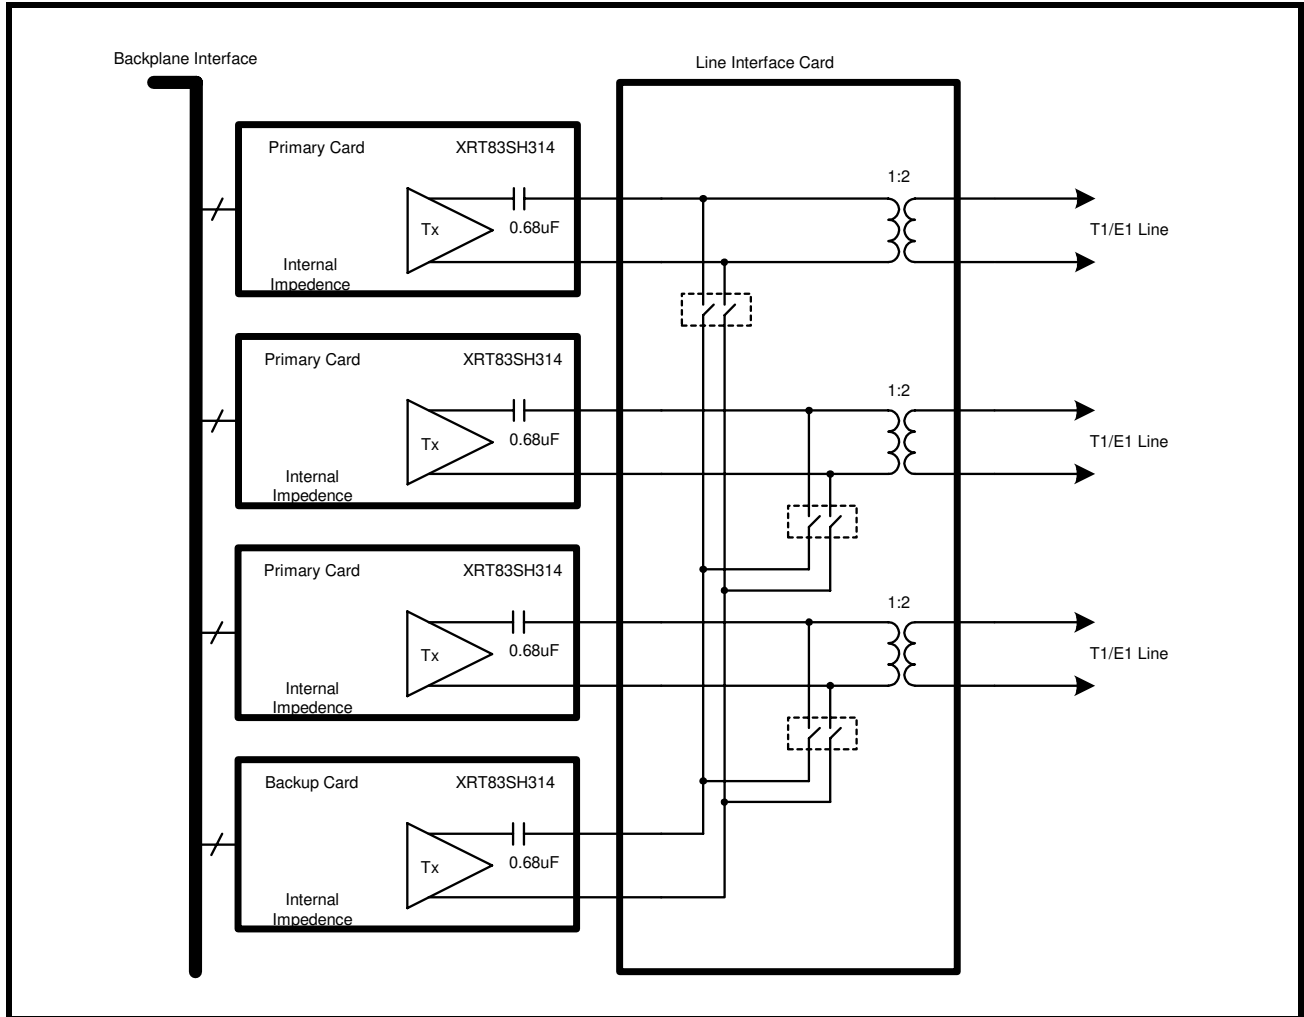 Backplane Interface
Line Interface Card
Primary Card XRT83SH314
1:2
Tx
0.68uF
T1/E1 Line
Internal
Impedence
Primary Card XRT83SH314
1:2
Tx
0.68uF
T1/E1 Line
Internal
Impedence
Primary Card XRT83SH314
1:2
Tx
0.68uF
T1/E1 Line
Internal
Impedence
Backup Card XRT83SH314
Tx
0.68uF
Internal
Impedence